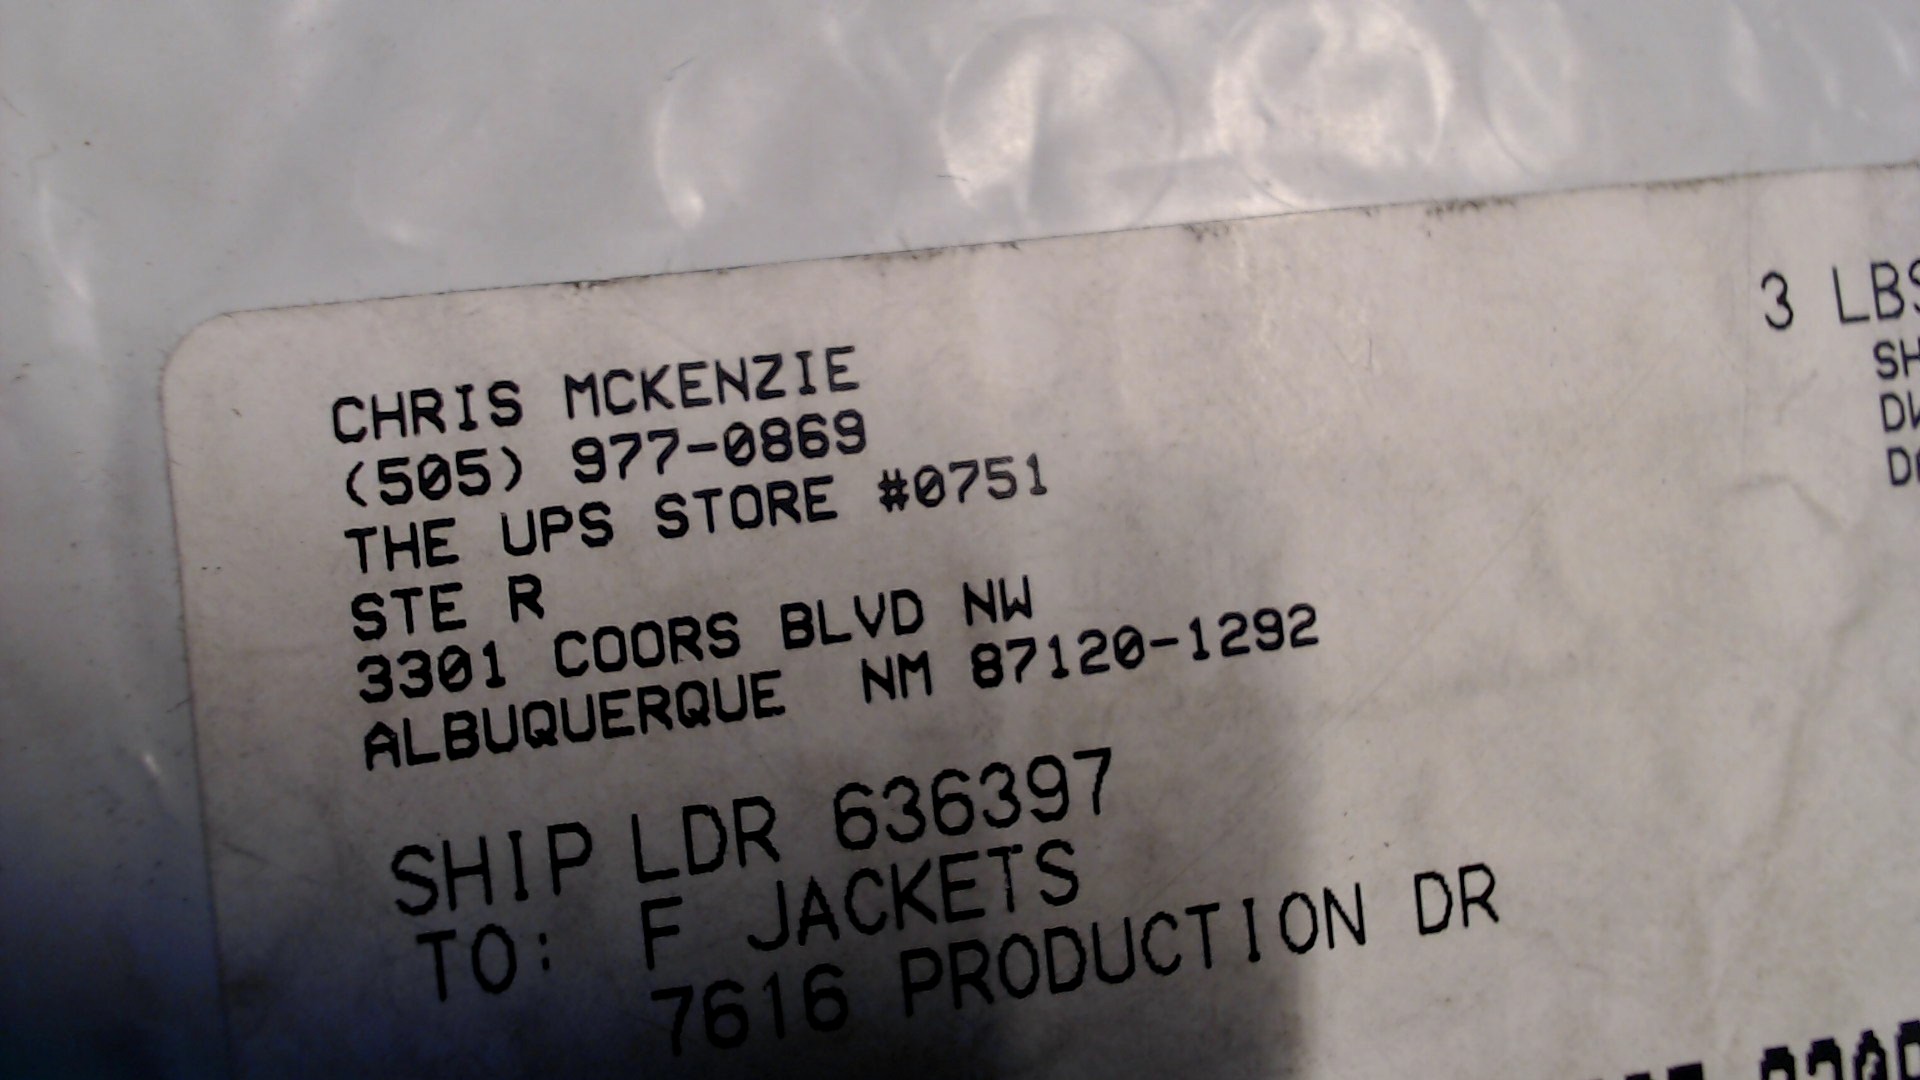 CHRIS MCKENZIE
(505) 977-0869
THE UPS STORE #0751
STE R
3301 COORS BLVD NW
ALBUQUERQUE NM 87120-1292
3 LBS
SH
SHIP LDR 636397
TO: F JACKETS
7616 PRODUCTION DR